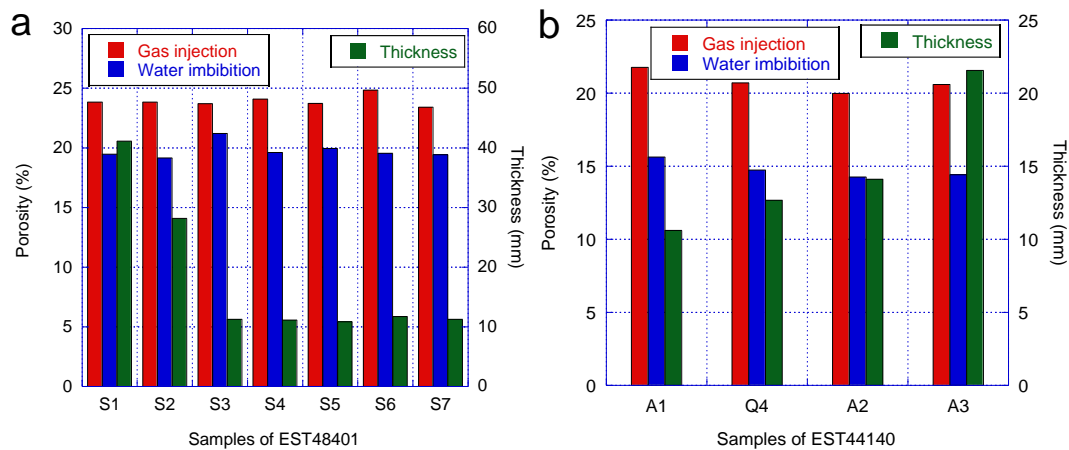 a
Gas injection
Water imbibition
Thickness
Porosity (%)
30
25
20
15
10
5
0
60
50
40
30
20
10
0
Thickness (mm)
S1 S2 S3 S4 S5 S6 S7
Samples of EST48401
b
Gas injection
Water imbibition
Thickness
Porosity (%)
25
20
15
10
5
0
25
20
15
10
5
0
Thickness (mm)
A1 Q4 A2 A3
Samples of EST44140